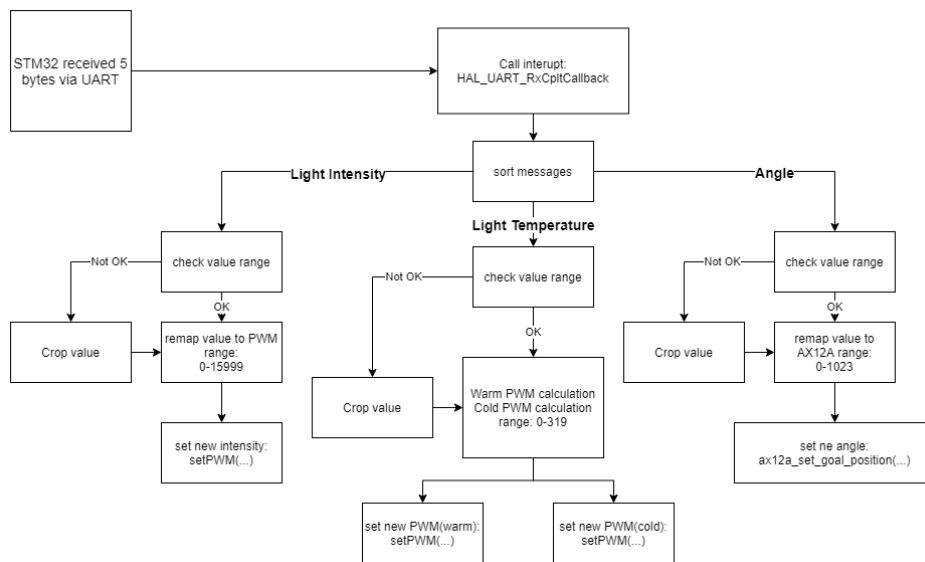 STM32 received 5
bytes via UART
Call interupt:
HAL_UART_RxCpltCallback
sort messages
Light Intensity
Angle
Light Temperature
check value range
Not OK
OK
Crop value
remap value to PWM
range:
0-15999
set new intensity:
setPWM(...)
check value range
Not OK
OK
Crop value
Warm PWM calculation
Cold PWM calculation
range: 0-319
set new PWM(warm):
setPWM(...)
set new PWM(cold):
setPWM(...)
check value range
Not OK
OK
Crop value
remap value to
AX12A range:
0-1023
set ne angle:
ax12a_set_goal_position(...)